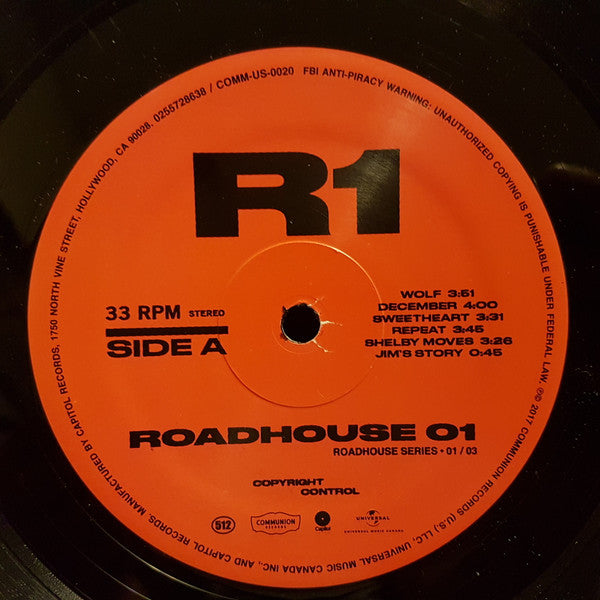 R1
33 RPM STEREO
SIDE A
WOLF 3:51
DECEMBER 4:00
SWEETHEART 3:31
REPEAT 3:45
SHELBY MOVES 3:26
JIM'S STORY 0:45
ROADHOUSE 01
ROADHOUSE SERIES • 01 / 03
COPYRIGHT
CONTROL
512
COMMUNION
RECORDS
Capitol
UNIVERSAL
UNIVERSAL MUSIC CANADA
MANUFACTURED BY CAPITOL RECORDS, 1750 NORTH VINE STREET, HOLLYWOOD, CA 90028. 0255728638 / COMM-US-0020 FBI ANTI-PIRACY WARNING: UNAUTHORIZED COPYING IS PUNISHABLE UNDER FEDERAL LAW. ℗© 2017 COMMUNION RECORDS (U.S.) LLC, UNIVERSAL MUSIC CANADA INC., AND CAPITOL RECORDS.